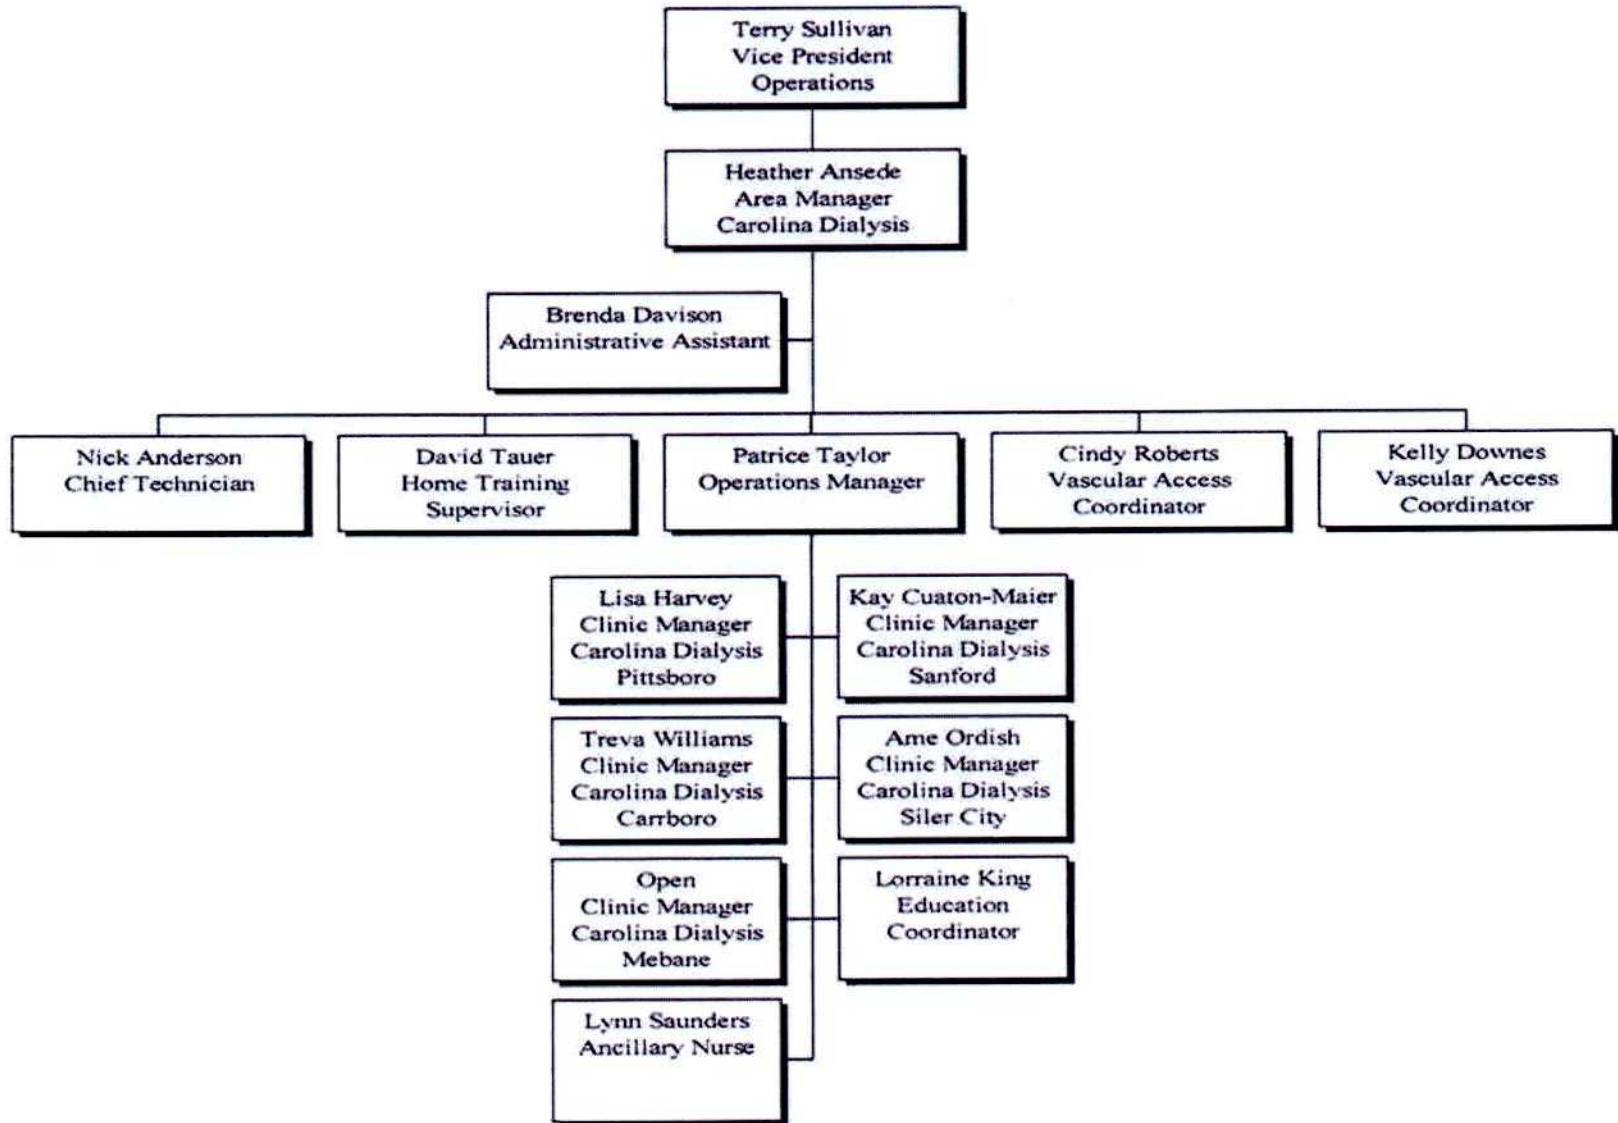 Terry Sullivan
Vice President
Operations
Heather Ansede
Area Manager
Carolina Dialysis
Brenda Davison
Administrative Assistant
Nick Anderson
Chief Technician
David Tauer
Home Training
Supervisor
Patrice Taylor
Operations Manager
Cindy Roberts
Vascular Access
Coordinator
Kelly Downes
Vascular Access
Coordinator
Lisa Harvey
Clinic Manager
Carolina Dialysis
Pittsboro
Kay Cuaton-Maier
Clinic Manager
Carolina Dialysis
Sanford
Treva Williams
Clinic Manager
Carolina Dialysis
Carrboro
Ame Ordish
Clinic Manager
Carolina Dialysis
Siler City
Open
Clinic Manager
Carolina Dialysis
Mebane
Lorraine King
Education
Coordinator
Lynn Saunders
Ancillary Nurse